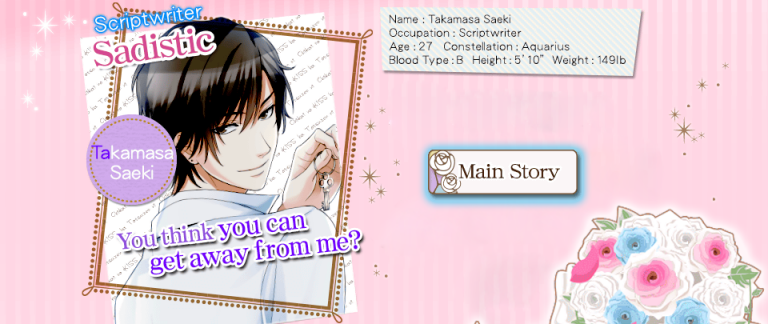 Scriptwriter
Sadistic
Takamasa
Saeki
You think you can
get away from me?
Name : Takamasa Saeki
Occupation : Scriptwriter
Age : 27 Constellation : Aquarius
Blood Type : B Height : 5'10" Weight : 149lb
Main Story